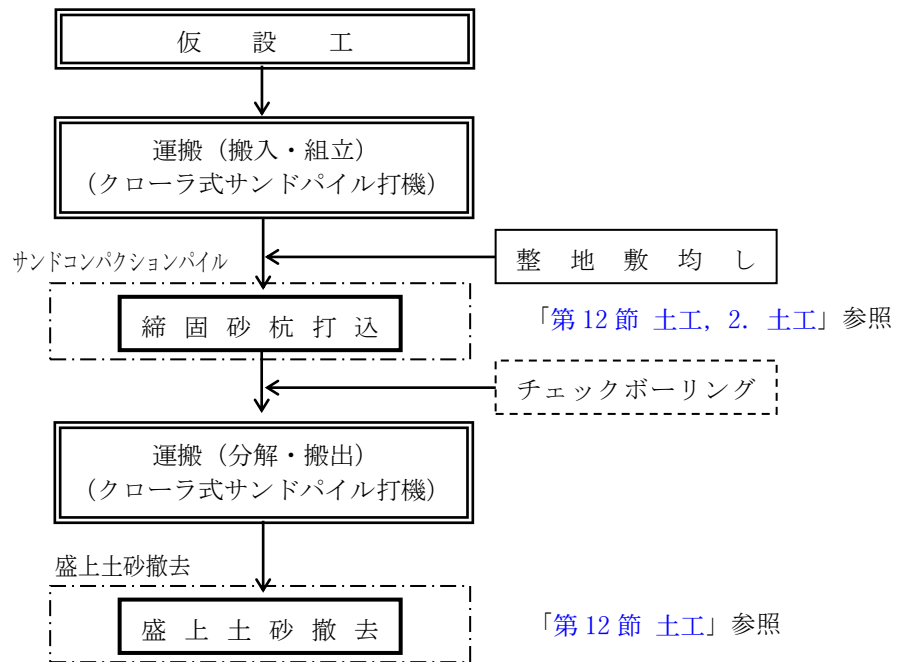 仮設工
運搬（搬入・組立）
（クローラ式サンドパイル打機）
サンドコンパクションパイル
整地敷均し
締固砂杭打込
「第12節 土工, 2. 土工」参照
チェックボーリング
運搬（分解・搬出）
（クローラ式サンドパイル打機）
盛上土砂撤去
盛上土砂撤去
「第12節 土工」参照